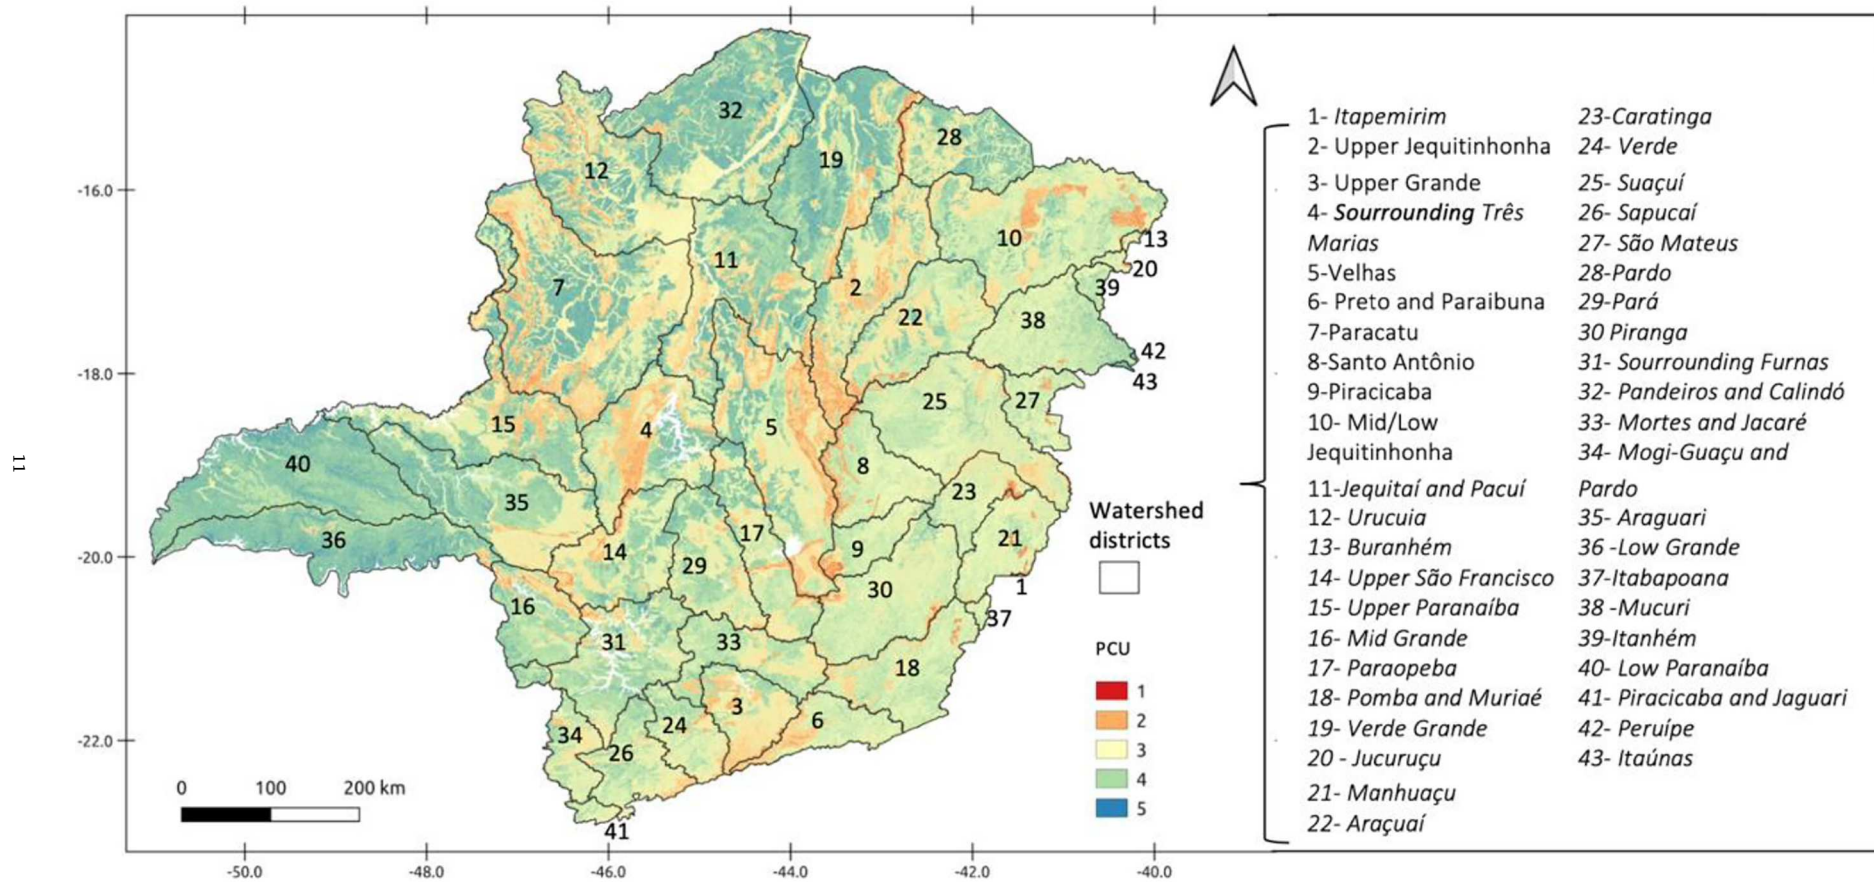 32
28
19
12
-16.0
10
13
11
20
7
2
39
22
38
42
-18.0
43
25
27
15
4
5
11
40
8
35
23
17
21
36
14
9
-20.0
29
30
1
16
37
31
33
18
3
6
24
34
-22.0
26
0 100 200 km
41
-50.0 -48.0 -46.0 -44.0 -42.0 -40.0
Watershed
districts
PCU
1
2
3
4
5
1- Itapemirim
2- Upper Jequitinhonha
3- Upper Grande
4- Sourrounding Três
Marias
5-Velhas
6- Preto and Paraibuna
7-Paracatu
8-Santo Antônio
9-Piracicaba
10- Mid/Low
Jequitinhonha
11-Jequitaí and Pacuí
12- Urucuia
13- Buranhém
14- Upper São Francisco
15- Upper Paranaíba
16- Mid Grande
17- Paraopeba
18- Pomba and Muriaé
19- Verde Grande
20 - Jucuruçu
21- Manhuaçu
22- Araçuaí
23-Caratinga
24- Verde
25- Suaçuí
26- Sapucaí
27- São Mateus
28-Pardo
29-Pará
30 Piranga
31- Sourrounding Furnas
32- Pandeiros and Calindó
33- Mortes and Jacaré
34- Mogi-Guaçu and
Pardo
35- Araguari
36 -Low Grande
37-Itabapoana
38 -Mucuri
39-Itanhém
40- Low Paranaíba
41- Piracicaba and Jaguari
42- Peruípe
43- Itaúnas